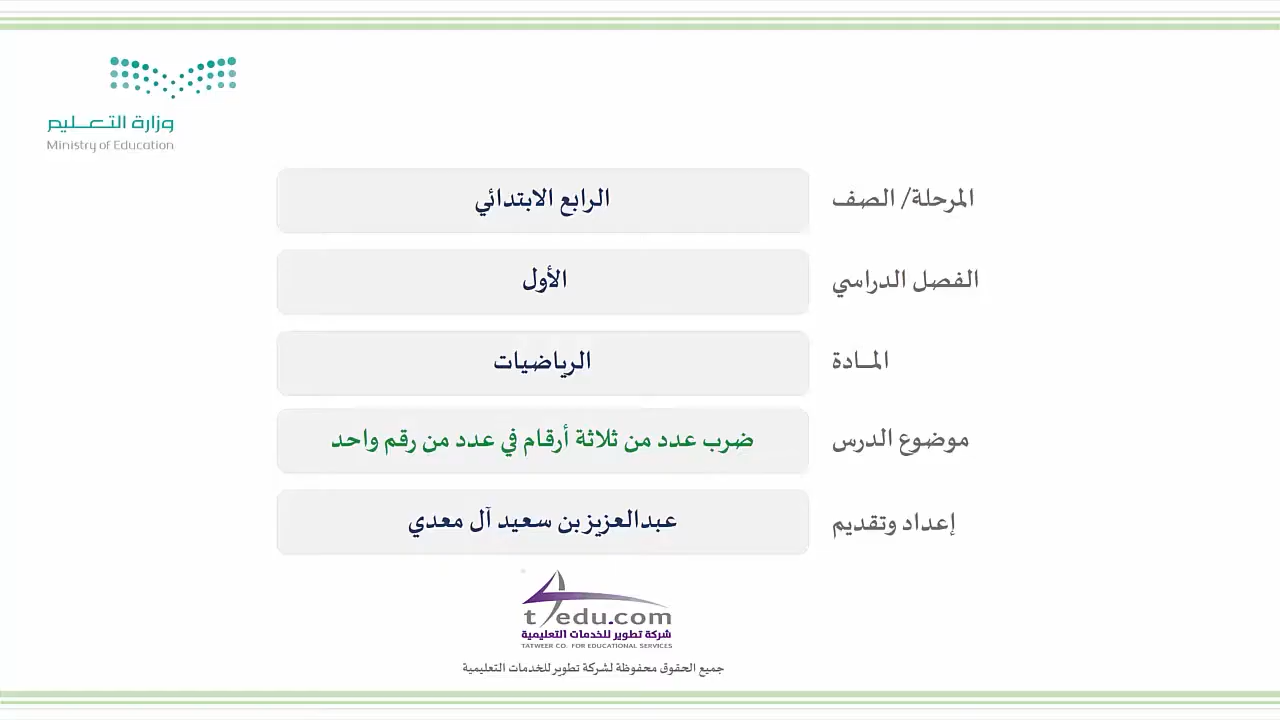 وزارة التعليم
Ministry of Education
المرحلة/ الصف الرابع الابتدائي
الفصل الدراسي الأول
المادة الرياضيات
موضوع الدرس ضرب عدد من ثلاثة أرقام في عدد من رقم واحد
إعداد وتقديم عبدالعزيز بن سعيد آل معدي
t4edu.com
شركة تطوير للخدمات التعليمية
TATWEER CO. FOR EDUCATIONAL SERVICES
جميع الحقوق محفوظة لشركة تطوير للخدمات التعليمية